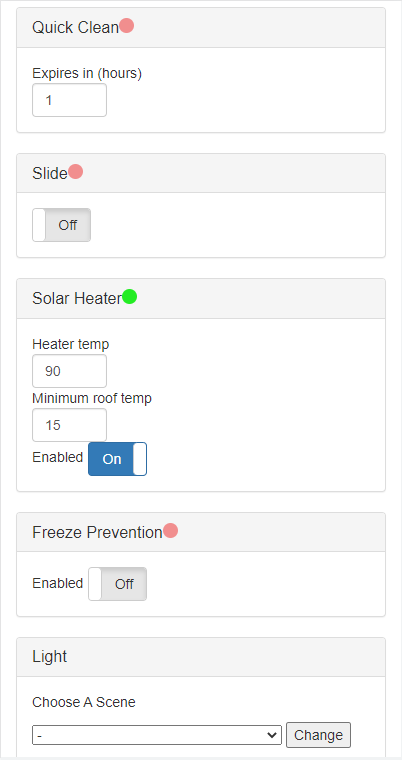 Quick Clean
Expires in (hours)
1
Slide
Off
Solar Heater
Heater temp
90
Minimum roof temp
15
Enabled On
Freeze Prevention
Enabled Off
Light
Choose A Scene
- Change